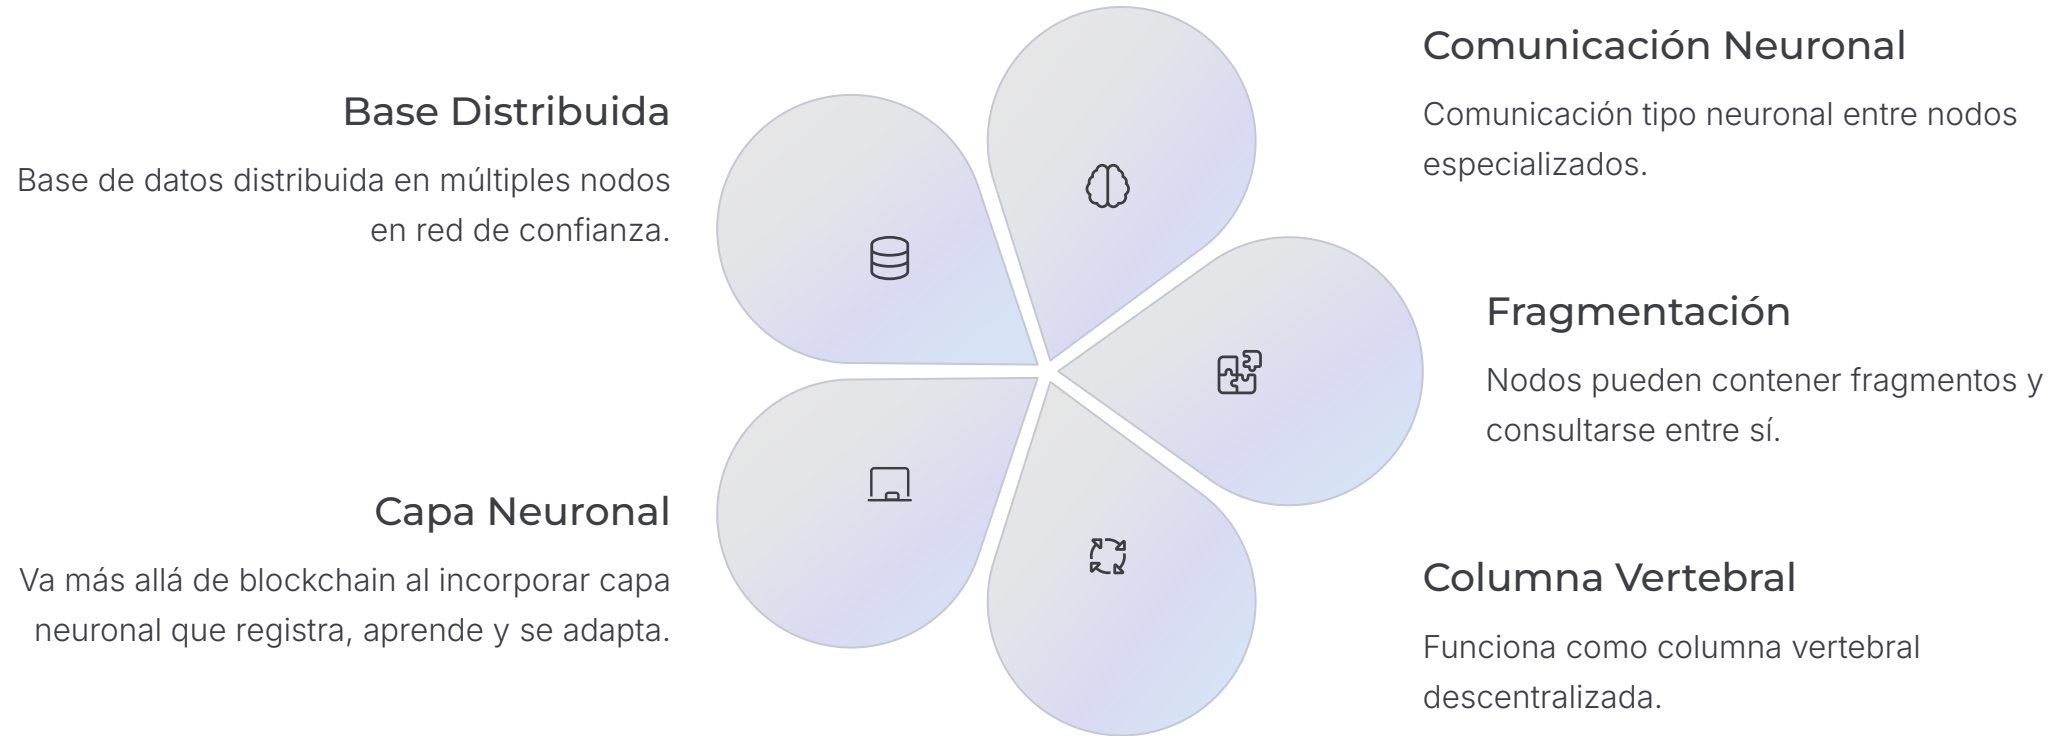 Base Distribuida
Base de datos distribuida en múltiples nodos
en red de confianza.
Capa Neuronal
Va más allá de blockchain al incorporar capa
neuronal que registra, aprende y se adapta.
Comunicación Neuronal
Comunicación tipo neuronal entre nodos
especializados.
Fragmentación
Nodos pueden contener fragmentos y
consultarse entre sí.
Columna Vertebral
Funciona como columna vertebral
descentralizada.